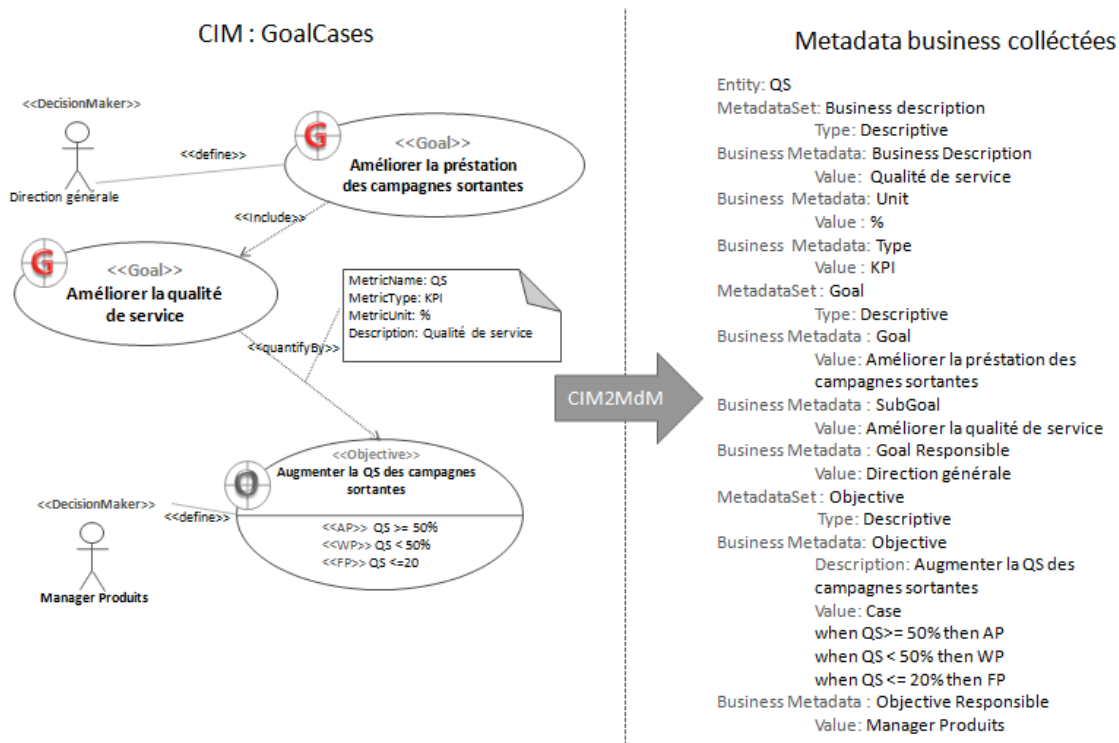 CIM : GoalCases
<<DecisionMaker>>
Direction générale
<<define>>
G
<<Goal>>
Améliorer la préstation
des campagnes sortantes
<<Include>>
G
<<Goal>>
Améliorer la qualité
de service
MetricName: QS
MetricType: KPI
MetricUnit: %
Description: Qualité de service
<<quantifyBy>>
O
<<Objective>>
Augmenter la QS des campagnes
sortantes
<<AP>> QS >= 50%
<<WP>> QS < 50%
<<FP>> QS <=20
<<DecisionMaker>>
<<define>>
Manager Produits
CIM2MdM
Metadata business colléctées
Entity: QS
MetadataSet: Business description
Type: Descriptive
Business Metadata: Business Description
Value: Qualité de service
Business Metadata: Unit
Value : %
Business Metadata: Type
Value : KPI
MetadataSet : Goal
Type: Descriptive
Business Metadata : Goal
Value: Améliorer la préstation des
campagnes sortantes
Business Metadata : SubGoal
Value: Améliorer la qualité de service
Business Metadata : Goal Responsible
Value: Direction générale
MetadataSet : Objective
Type: Descriptive
Business Metadata: Objective
Description: Augmenter la QS des
campagnes sortantes
Value: Case
when QS>= 50% then AP
when QS < 50% then WP
when QS <= 20% then FP
Business Metadata : Objective Responsible
Value: Manager Produits